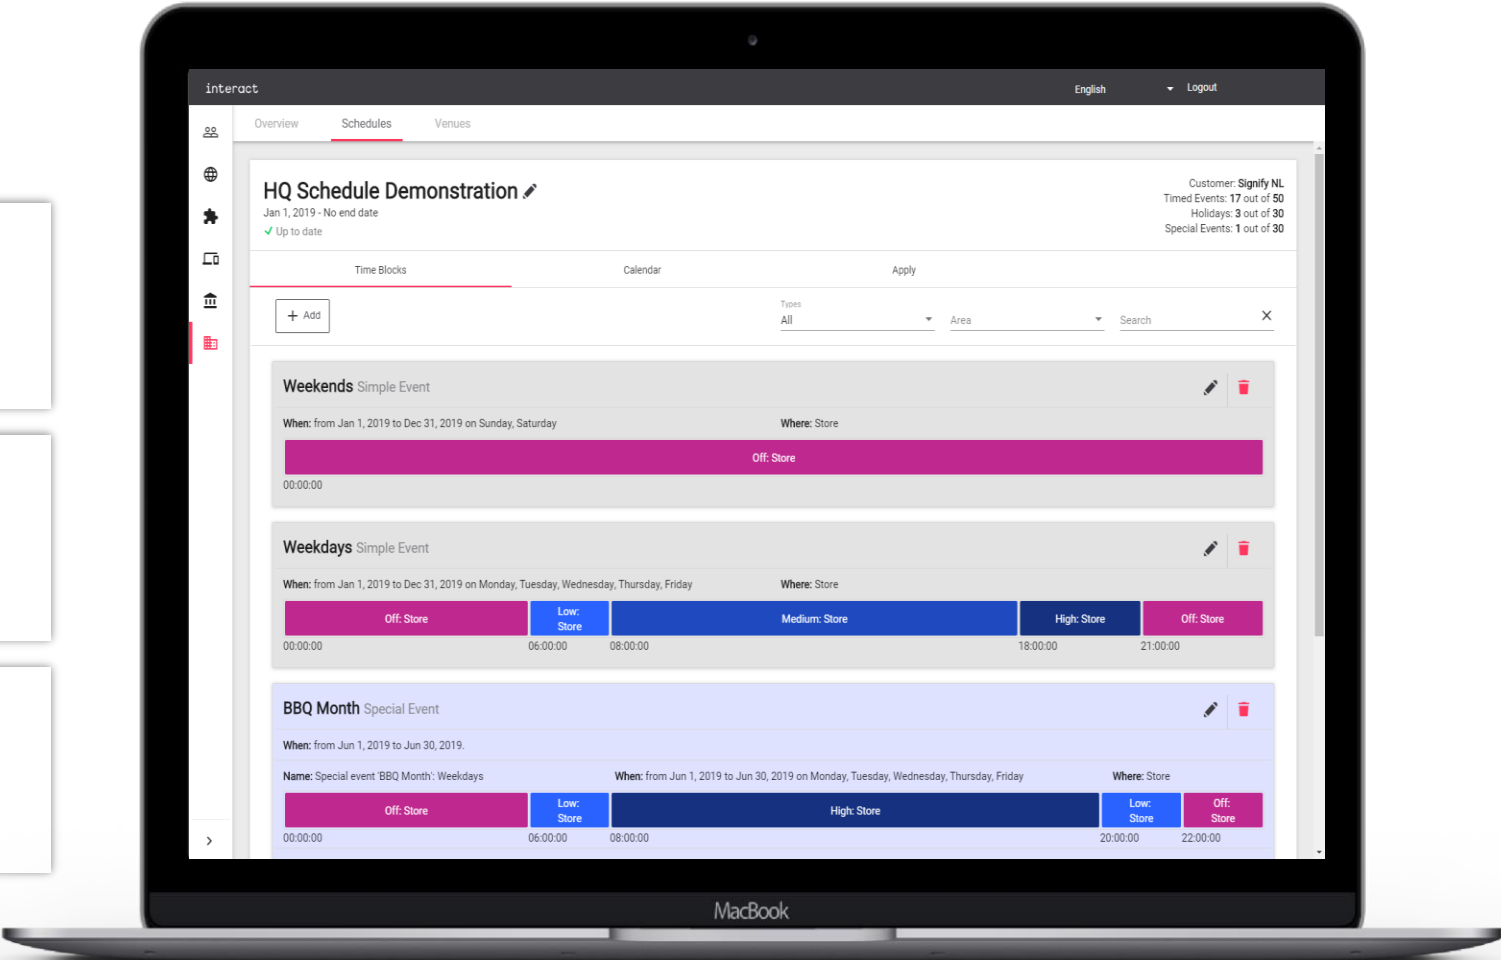 interact
English
Logout
Overview
Schedules
Venues
HQ Schedule Demonstration
Jan 1, 2019 - No end date
Up to date
Customer: Signify NL
Timed Events: 17 out of 50
Holidays: 3 out of 30
Special Events: 1 out of 30
Time Blocks
Calendar
Apply
+ Add
Types
All
Area
Search
Weekends Simple Event
When: from Jan 1, 2019 to Dec 31, 2019 on Sunday, Saturday
Where: Store
Off: Store
00:00:00
Weekdays Simple Event
When: from Jan 1, 2019 to Dec 31, 2019 on Monday, Tuesday, Wednesday, Thursday, Friday
Where: Store
Off: Store
Low:
Store
Medium: Store
High: Store
Off: Store
00:00:00
06:00:00
08:00:00
18:00:00
21:00:00
BBQ Month Special Event
When: from Jun 1, 2019 to Jun 30, 2019.
Name: Special event 'BBQ Month': Weekdays
When: from Jun 1, 2019 to Jun 30, 2019 on Monday, Tuesday, Wednesday, Thursday, Friday
Where: Store
Off: Store
Low:
Store
High: Store
Low:
Store
Off:
Store
00:00:00
06:00:00
08:00:00
20:00:00
22:00:00
MacBook